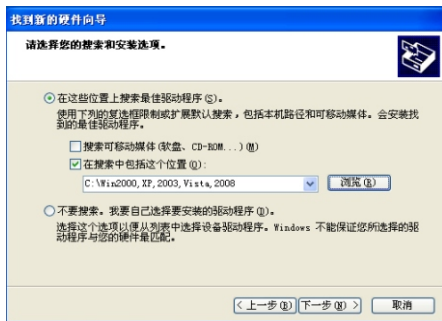 找到新的硬件向导
请选择您的搜索和安装选项。
在这些位置上搜索最佳驱动程序(S)。
使用下列的复选框限制或扩展默认搜索，包括本机路径和可移动媒体。会安装找
到的最佳驱动程序。
搜索可移动媒体(软盘、CD-ROM...)(M)
在搜索中包括这个位置(O):
C:\Win2000,XP,2003,Vista,2008
浏览(R)
不要搜索。我要自己选择要安装的驱动程序(D)。
选择这个选项以便从列表中选择设备驱动程序。Windows 不能保证您所选择的驱
动程序与您的硬件最匹配。
< 上一步(B)
下一步(N) >
取消